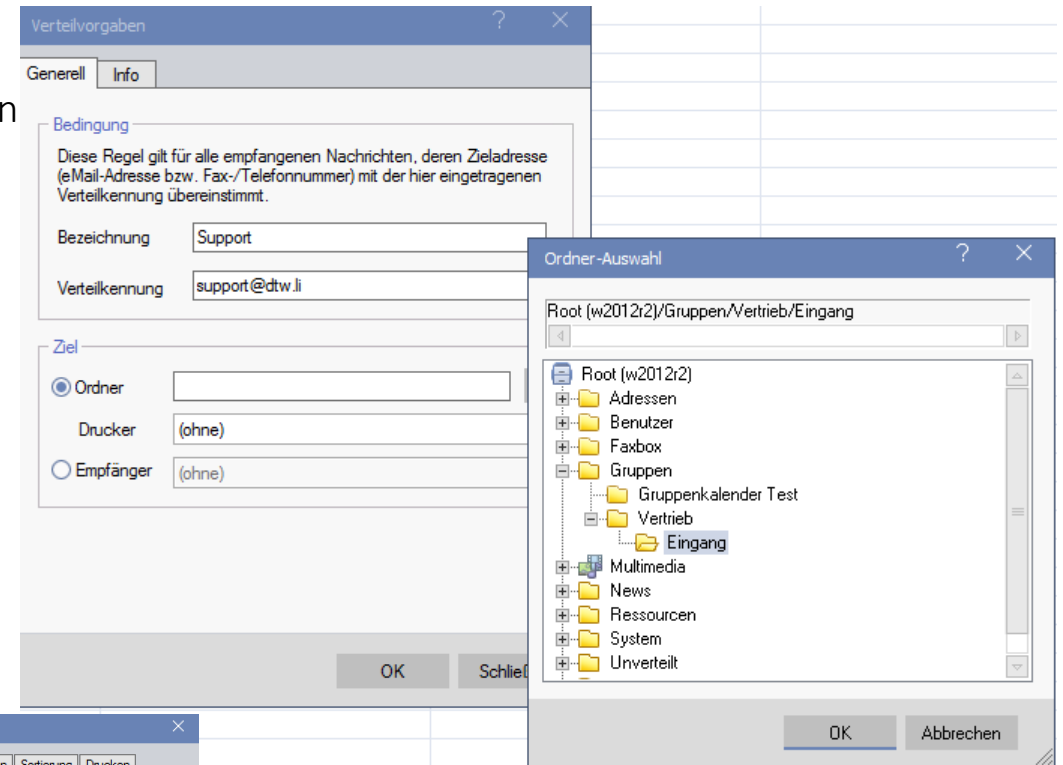 Verteilvorgaben
Generell
Info
n
Bedingung
Diese Regel gilt für alle empfangenen Nachrichten, deren Zieladresse
(eMail-Adresse bzw. Fax-/Telefonnummer) mit der hier eingetragenen
Verteilkennung übereinstimmt.
Bezeichnung
Support
Verteilkennung
support@dtw.li
Ziel
Ordner
Drucker
(ohne)
Empfänger
(ohne)
OK
Ordner-Auswahl
Root (w2012r2)/Gruppen/Vertrieb/Eingang
Root (w2012r2)
Adressen
Benutzer
Faxbox
Gruppen
Gruppenkalender Test
Vertrieb
Eingang
Multimedia
News
Ressourcen
System
Unverteilt
OK
Abbrechen
Sortierung
Drucken